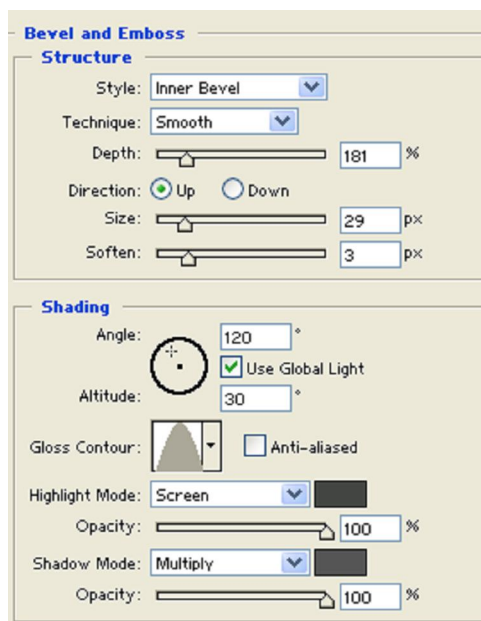 Bevel and Emboss
Structure
Style: Inner Bevel
Technique: Smooth
Depth: 181 %
Direction: Up Down
Size: 29 px
Soften: 3 px
Shading
Angle: 120 °
Use Global Light
Altitude: 30 °
Gloss Contour: Anti-aliased
Highlight Mode: Screen
Opacity: 100 %
Shadow Mode: Multiply
Opacity: 100 %